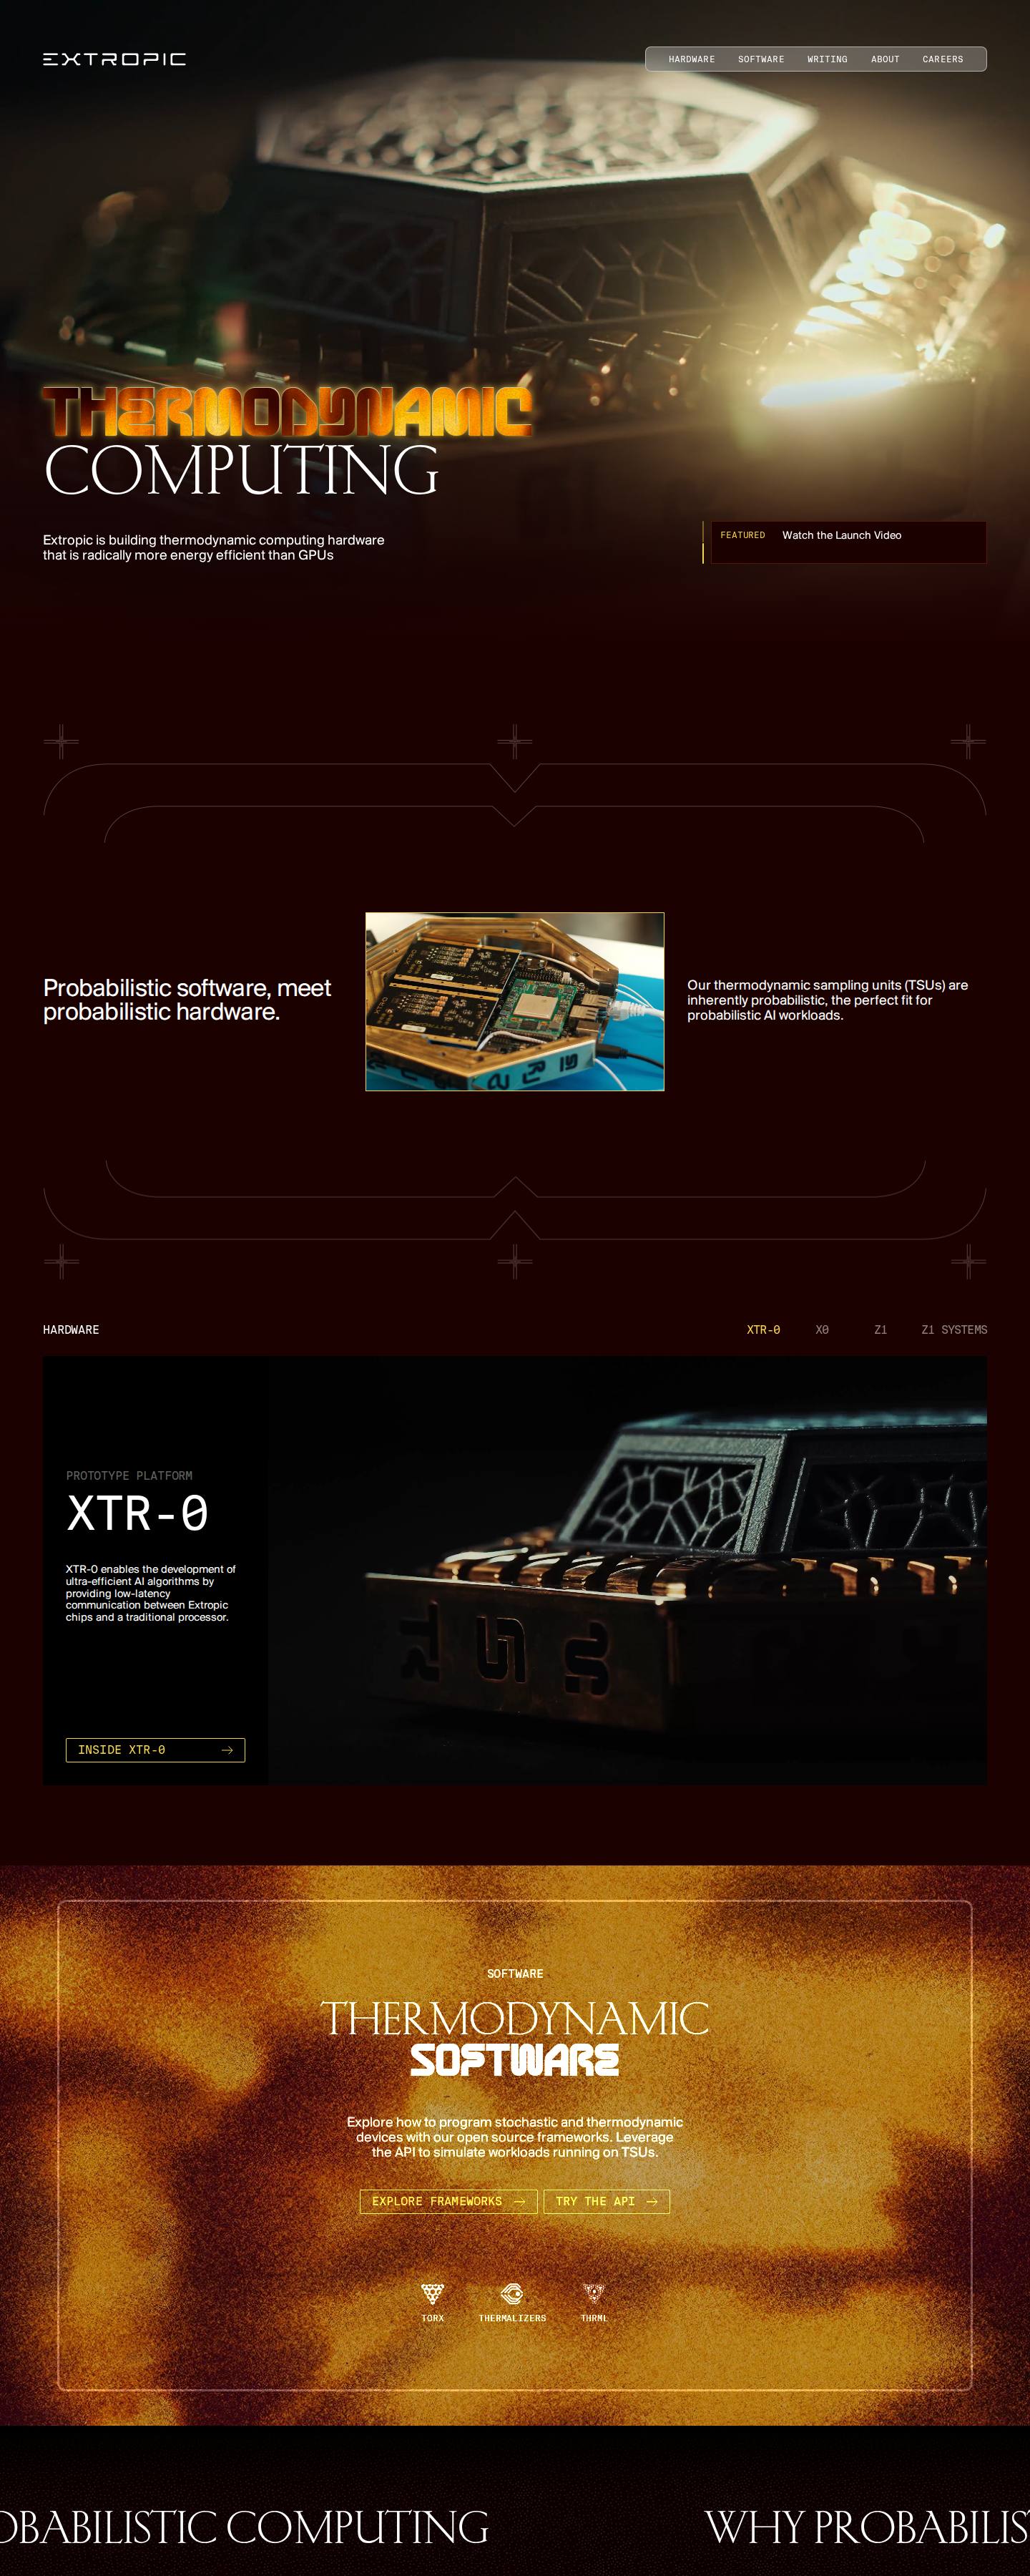 EXTROPIC
HARDWARE SOFTWARE WRITING ABOUT CAREERS
THERMODYNAMIC
COMPUTING
Extropic is building thermodynamic computing hardware
that is radically more energy efficient than GPUs
FEATURED Watch the Launch Video
Probabilistic software, meet
probabilistic hardware.
Our thermodynamic sampling units (TSUs) are
inherently probabilistic, the perfect fit for
probabilistic AI workloads.
HARDWARE
XTR-0 X0 Z1 Z1 SYSTEMS
PROTOTYPE PLATFORM
XTR-0
XTR-0 enables the development of
ultra-efficient AI algorithms by
providing low-latency
communication between Extropic
chips and a traditional processor.
INSIDE XTR-0
SOFTWARE
THERMODYNAMIC
SOFTWARE
Explore how to program stochastic and thermodynamic
devices with our open source frameworks. Leverage
the API to simulate workloads running on TSUs.
EXPLORE FRAMEWORKS TRY THE API
TORX THERMALIZERS THRML
OBABILISTIC COMPUTING WHY PROBABILIS